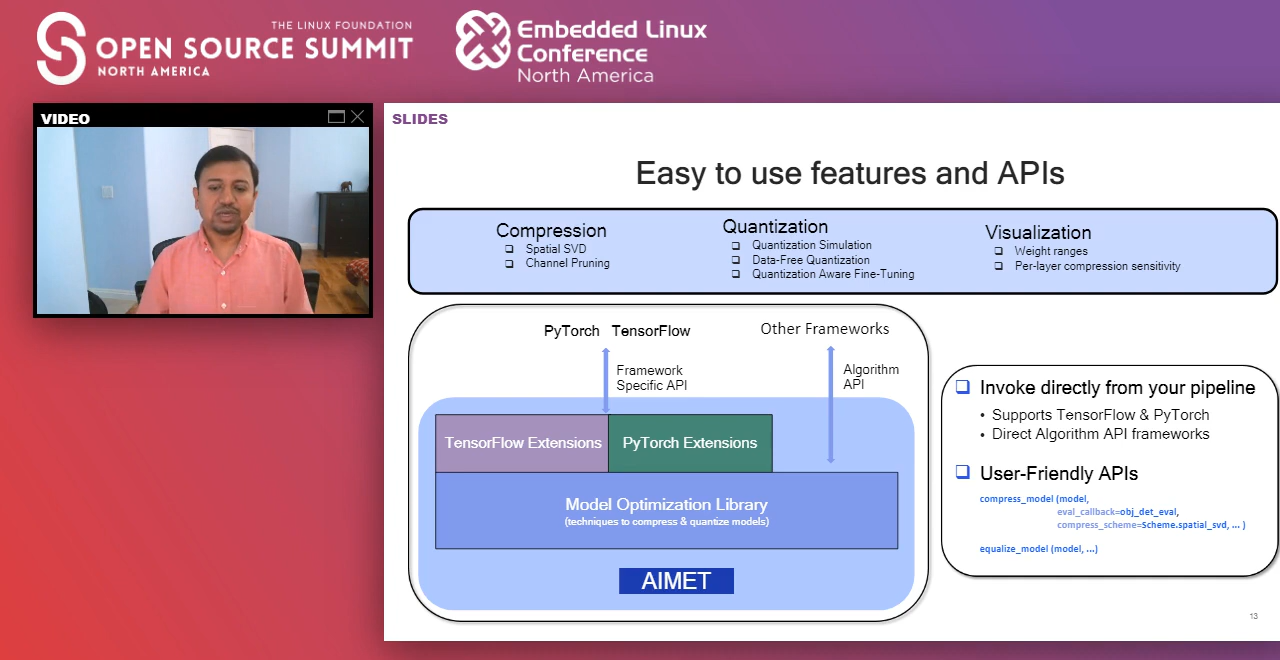 THE LINUX FOUNDATION
OPEN SOURCE SUMMIT
NORTH AMERICA
Embedded Linux
Conference
North America
VIDEO
SLIDES
Easy to use features and APIs
Compression
Spatial SVD
Channel Pruning
Quantization
Quantization Simulation
Data-Free Quantization
Quantization Aware Fine-Tuning
Visualization
Weight ranges
Per-layer compression sensitivity
PyTorch TensorFlow
Other Frameworks
Framework
Specific API
Algorithm
API
TensorFlow Extensions
PyTorch Extensions
Model Optimization Library
(techniques to compress & quantize models)
AIMET
Invoke directly from your pipeline
• Supports TensorFlow & PyTorch
• Direct Algorithm API frameworks
User-Friendly APIs
compress_model (model,
eval_callback=obj_det_eval,
compress_scheme=Scheme.spatial_svd, ... )
equalize_model (model, ...)
13